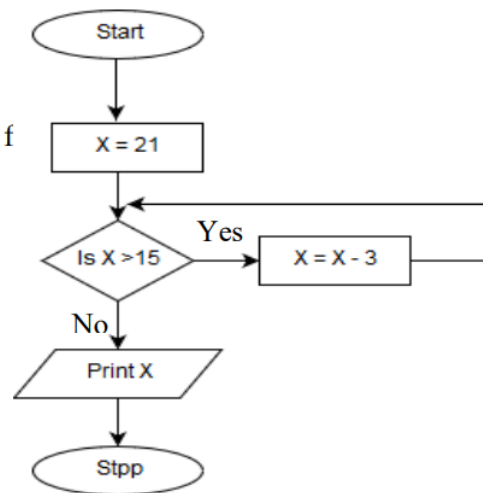 Start
f
X = 21
Yes
Is X >15
X = X - 3
No
Print X
Stpp